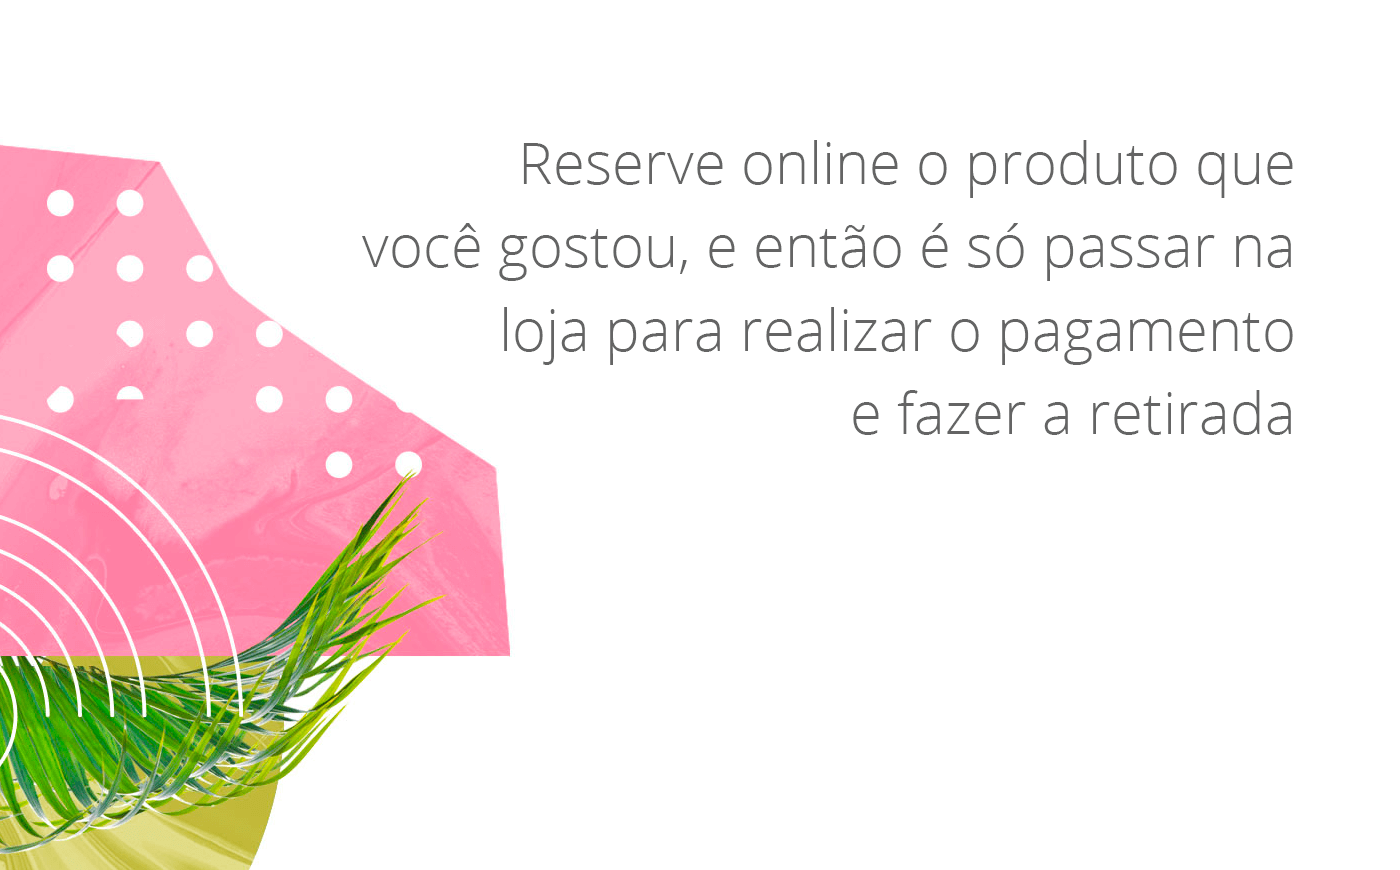 Reserve online o produto que
você gostou, e então é só passar na
loja para realizar o pagamento
e fazer a retirada